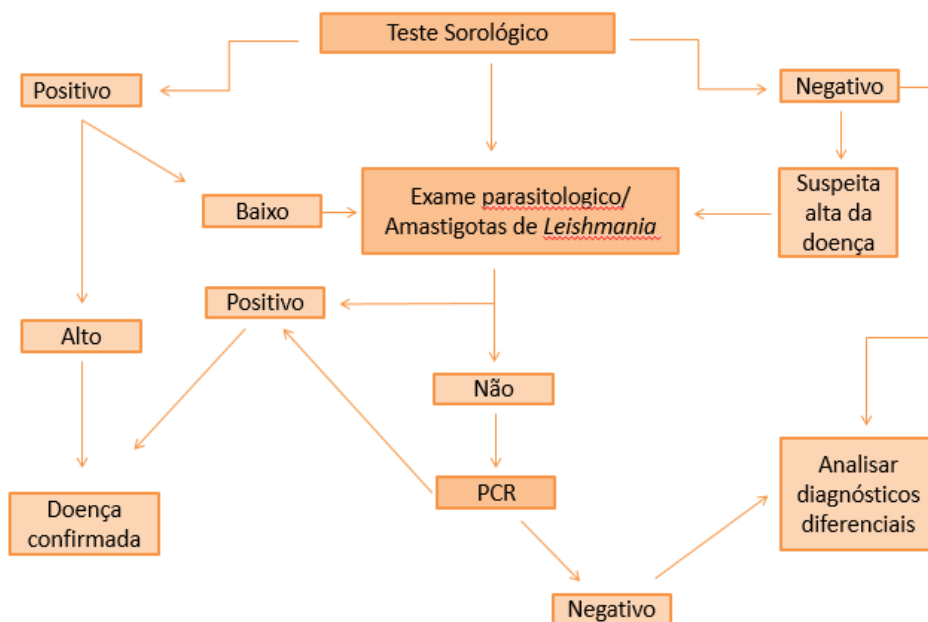 Teste Sorológico
Positivo
Negativo
Baixo
Exame parasitologico/
Amastigotas de Leishmania
Suspeita
alta da
doença
Positivo
Alto
Não
Doença
confirmada
PCR
Analisar
diagnósticos
diferenciais
Negativo